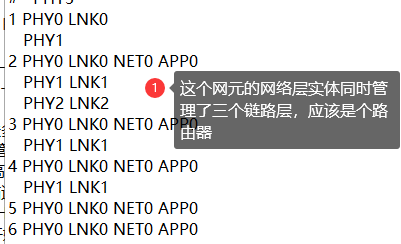 1 PHY0 LNK0
PHY1
2 PHY0 LNK0 NET0 APP0
PHY1 LNK1
PHY2 LNK2
3 PHY0 LNK0 NET0 APP0
PHY1 LNK1
4 PHY0 LNK0 NET0 APP0
PHY1 LNK1
5 PHY0 LNK0 NET0 APP0
6 PHY0 LNK0 NET0 APP0
1
这个网元的网络层实体同时管
理了三个链路层，应该是个路
由器